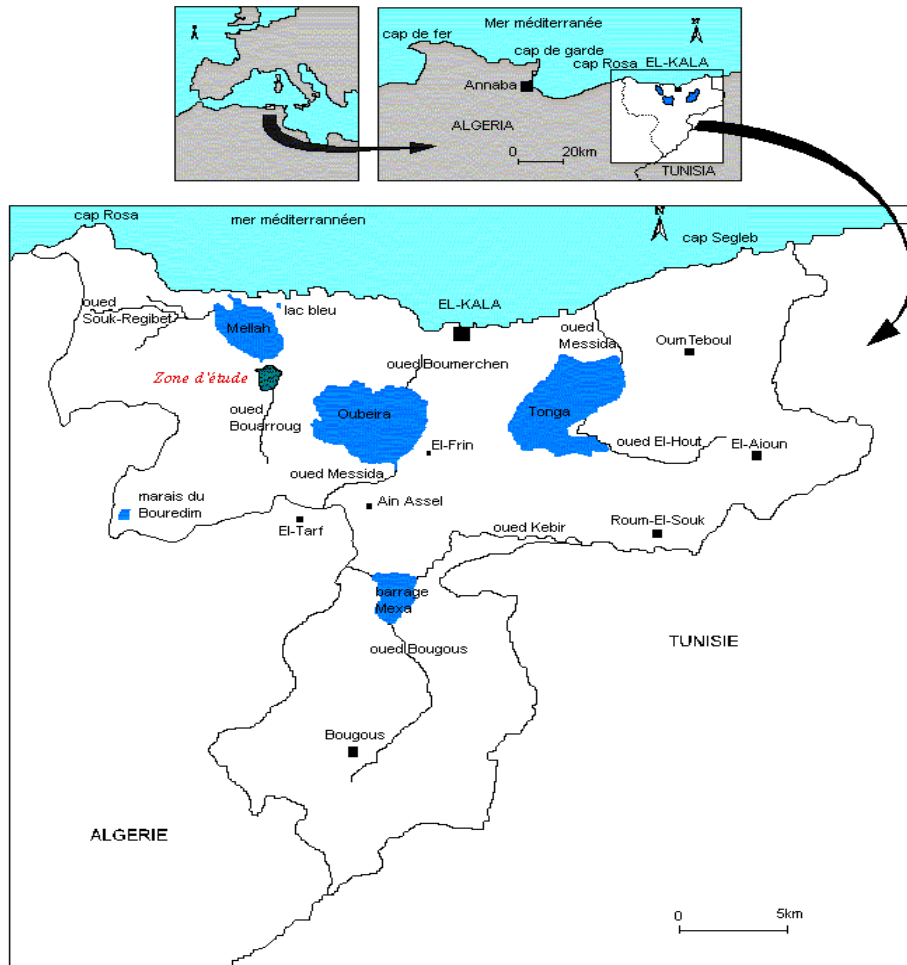 Mer méditerranée
N
cap de fer
cap de garde
cap Rosa
EL-KALA
Annaba
ALGERIA
0
20km
TUNISIA
cap Rosa
mer méditerrannéen
N
cap Segleb
oued
Souk-Regibet
lac bleu
Mellah
EL-KALA
oued
Messida
Oum Teboul
Zone d'étude
oued Boumerchen
oued
Bouarroug
Oubeira
Tonga
El-Frin
oued El-Hout
El-Aioun
oued Messida
marais du
Bouredim
Ain Assel
El-Tarf
oued Kebir
Roum-El-Souk
barrage
Mexa
oued Bougous
TUNISIE
Bougous
ALGERIE
0
5km